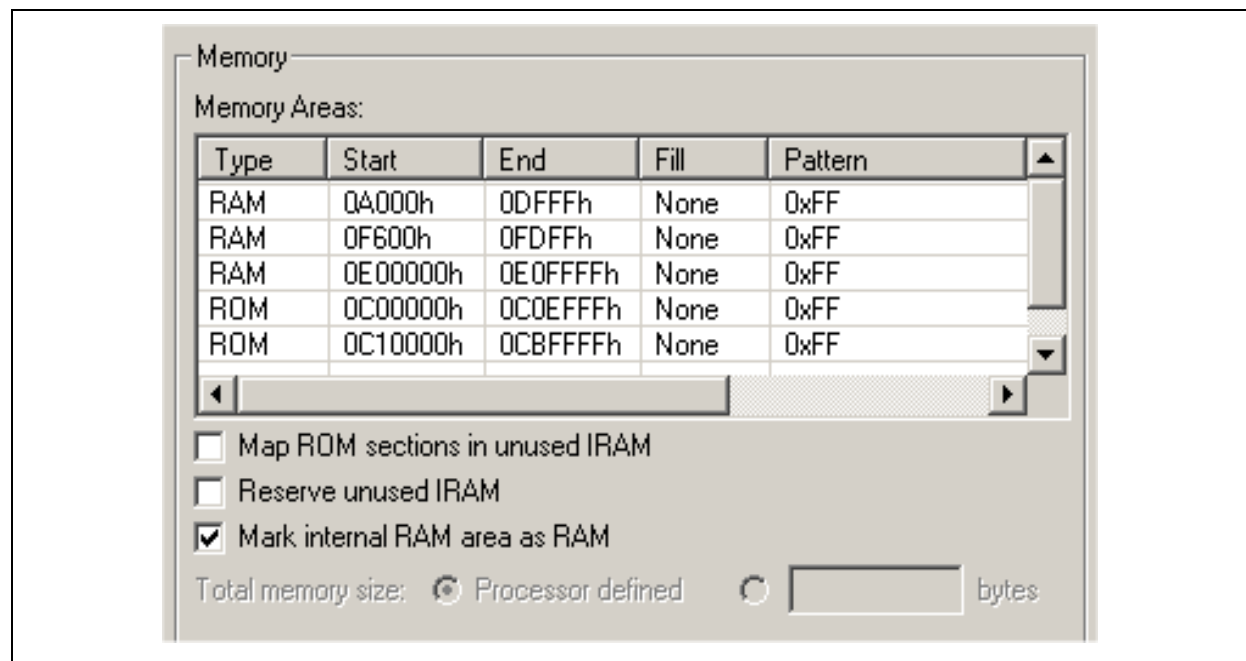 Memory
Memory Areas:
Type Start End Fill Pattern
RAM 0A000h 0DFFFh None 0xFF
RAM 0F600h 0FDFFh None 0xFF
RAM 0E00000h 0E0FFFFh None 0xFF
ROM 0C00000h 0C0EFFFh None 0xFF
ROM 0C10000h 0CBFFFFh None 0xFF
Map ROM sections in unused IRAM
Reserve unused IRAM
Mark internal RAM area as RAM
Total memory size: Processor defined bytes